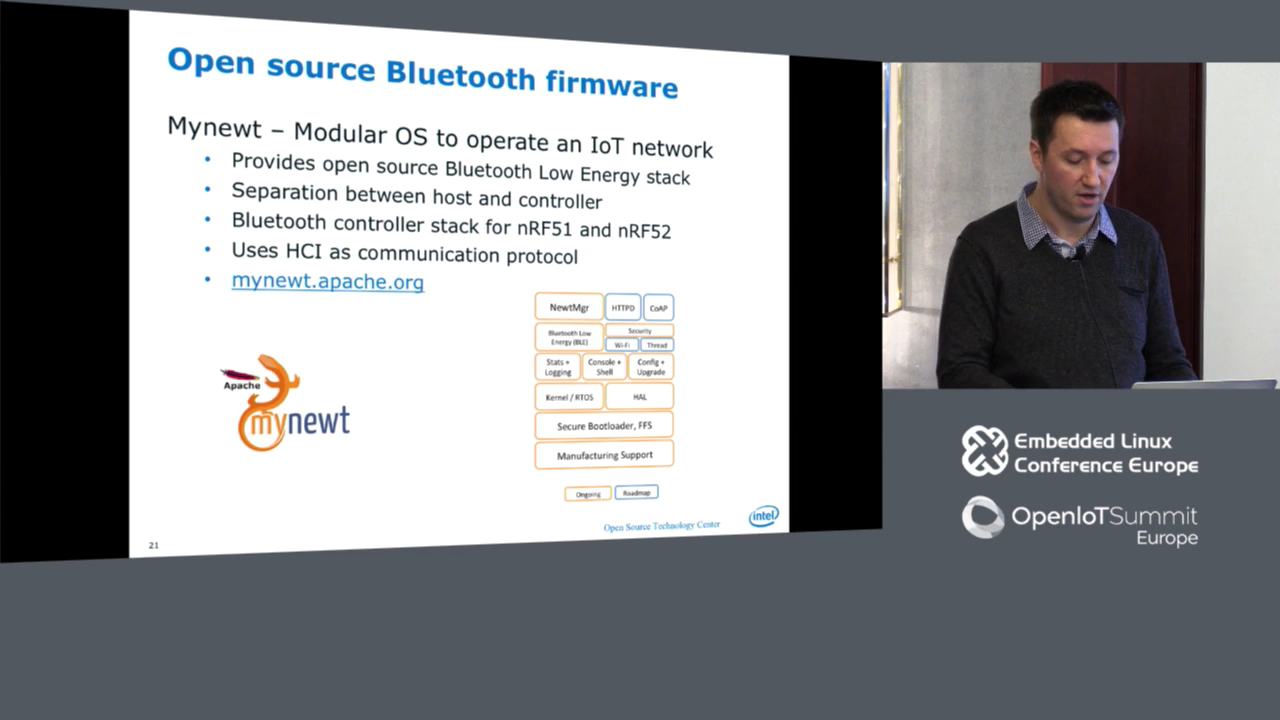 Open source Bluetooth firmware
Mynewt – Modular OS to operate an IoT network
• Provides open source Bluetooth Low Energy stack
• Separation between host and controller
• Bluetooth controller stack for nRF51 and nRF52
• Uses HCI as communication protocol
• mynewt.apache.org
NewtMgr
HTTPD
CoAP
Bluetooth Low
Energy (BLE)
Security
Wi-Fi
Thread
Stats +
Logging
Console +
Shell
Config +
Upgrade
Kernel / RTOS
HAL
Secure Bootloader, FFS
Manufacturing Support
Ongoing
Roadmap
Apache
mynewt
Open Source Technology Center
intel
21
Embedded Linux
Conference Europe
OpenIoTSummit
Europe